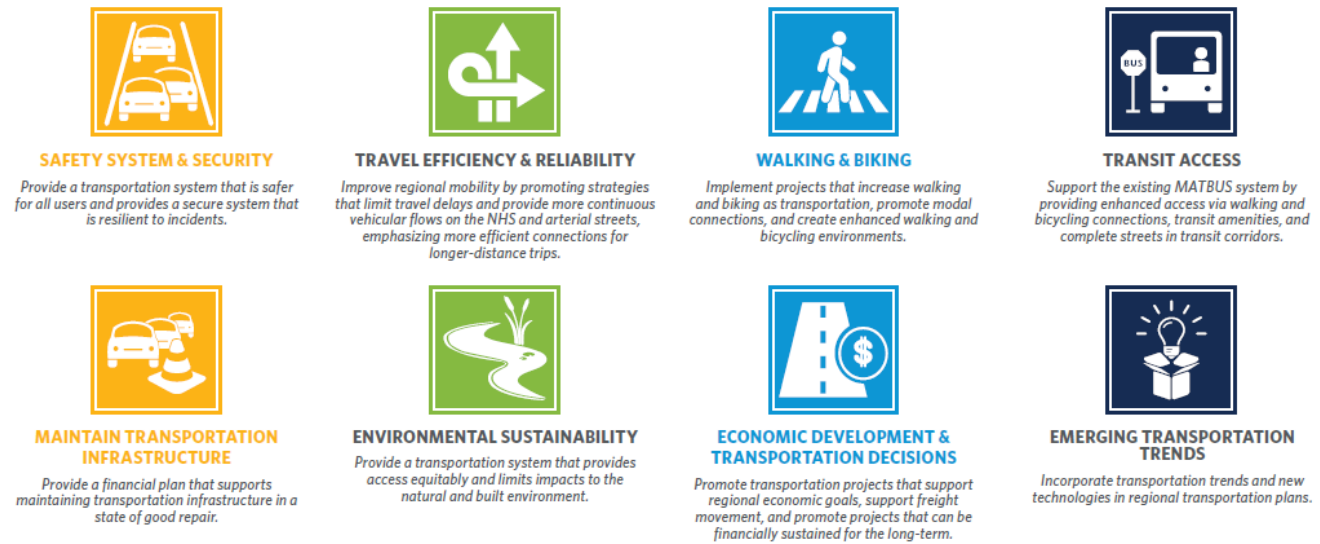 SAFETY SYSTEM & SECURITY
Provide a transportation system that is safer
for all users and provides a secure system that
is resilient to incidents.
TRAVEL EFFICIENCY & RELIABILITY
Improve regional mobility by promoting strategies
that limit travel delays and provide more continuous
vehicular flows on the NHS and arterial streets,
emphasizing more efficient connections for
longer-distance trips.
WALKING & BIKING
Implement projects that increase walking
and biking as transportation, promote modal
connections, and create enhanced walking and
bicycling environments.
BUS
TRANSIT ACCESS
Support the existing MATBUS system by
providing enhanced access via walking and
bicycling connections, transit amenities, and
complete streets in transit corridors.
MAINTAIN TRANSPORTATION
INFRASTRUCTURE
Provide a financial plan that supports
maintaining transportation infrastructure in a
state of good repair.
ENVIRONMENTAL SUSTAINABILITY
Provide a transportation system that provides
access equitably and limits impacts to the
natural and built environment.
$
ECONOMIC DEVELOPMENT &
TRANSPORTATION DECISIONS
Promote transportation projects that support
regional economic goals, support freight
movement, and promote projects that can be
financially sustained for the long-term.
EMERGING TRANSPORTATION
TRENDS
Incorporate transportation trends and new
technologies in regional transportation plans.